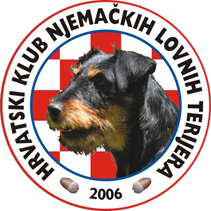 HRVATSKI KLUB NJEMAČKIH LOVNIH TERIJERA
2006